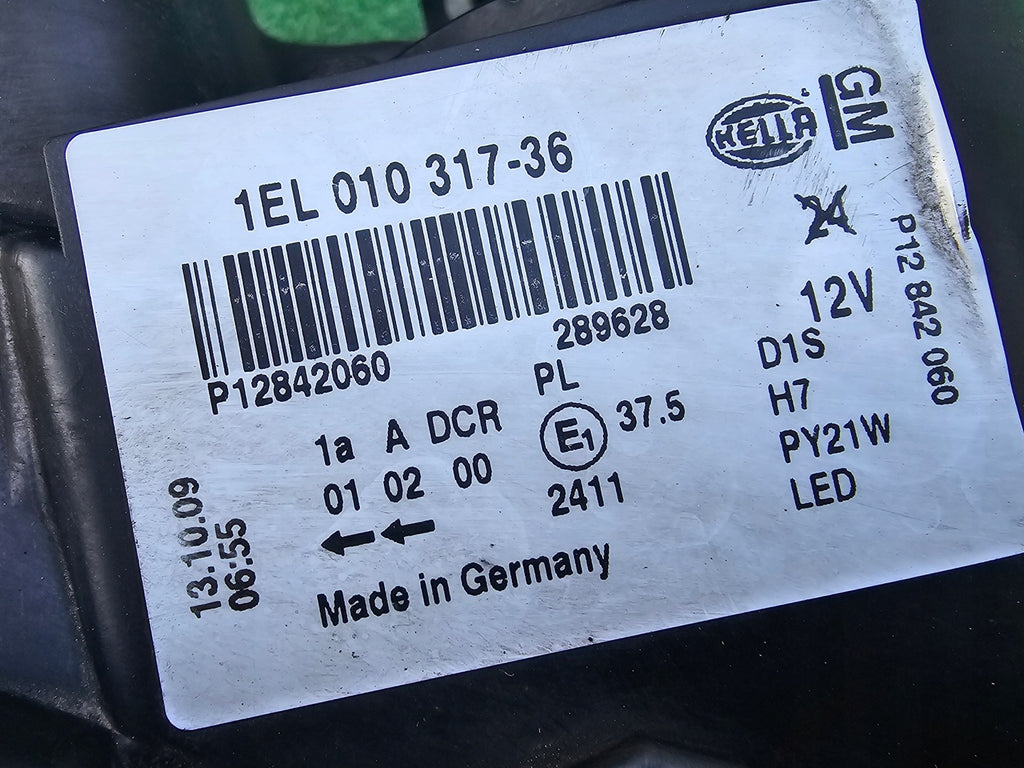 HELLA
GM
1EL 010 317-36
P12842060
289628
12V
P12 842 060
D1S
H7
PY21W
LED
1a A DCR PL
01 02 00 E1 37.5
2411
13.10.09
06:55
Made in Germany